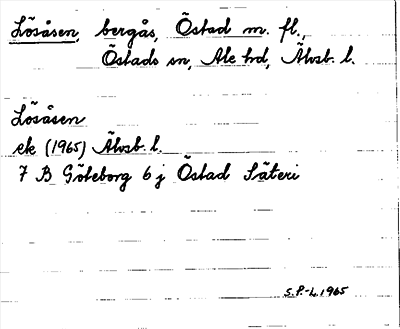 Lösåsen, bergås, Östad m. fl.,
Östads sn, Ale hd, Älvsb. l.
Lösåsen
ek (1965) Älvsb. l.
7 B Göteborg 6 j Östad Säteri
S.P.-L. 1965